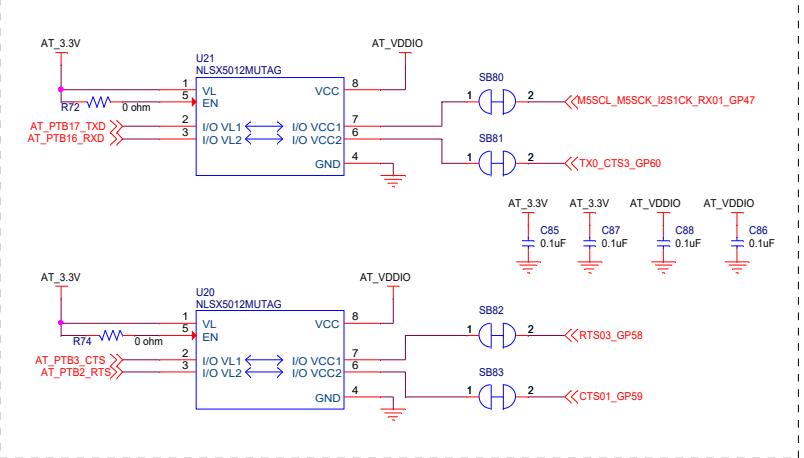 AT_3.3V
AT_VDDIO
U21
NLSX5012MUTAG
SB80
1 VL
VCC 8
5 EN
R72
0 ohm
1 2
M5SCL_M5SCK_I2S1CK_RX01_GP47
AT_PTB17_TXD
2 I/O VL1
I/O VCC1 7
AT_PTB16_RXD
3 I/O VL2
I/O VCC2 6
SB81
GND 4
1 2
TX0_CTS3_GP60
AT_3.3V
AT_3.3V
AT_VDDIO
AT_VDDIO
C85
0.1uF
C87
0.1uF
C88
0.1uF
C86
0.1uF
AT_3.3V
AT_VDDIO
U20
NLSX5012MUTAG
SB82
1 VL
VCC 8
5 EN
R74
0 ohm
1 2
RTS03_GP58
AT_PTB3_CTS
2 I/O VL1
I/O VCC1 7
AT_PTB2_RTS
3 I/O VL2
I/O VCC2 6
SB83
GND 4
1 2
CTS01_GP59